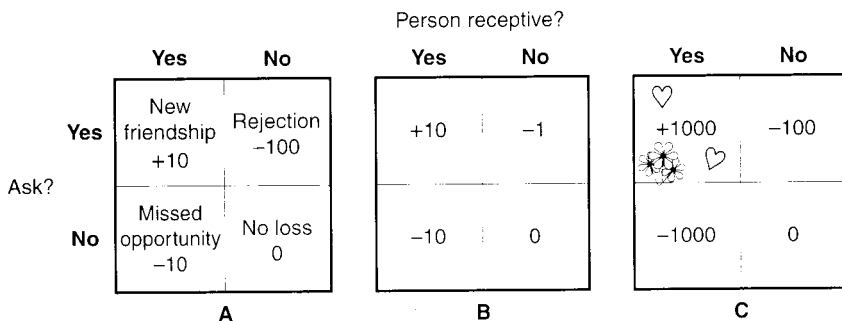 Person receptive?
Yes No Yes No Yes No
Yes New friendship +10 Rejection −100 +10 −1 +1000 −100
Ask?
No Missed opportunity −10 No loss 0 −10 0 −1000 0
A B C